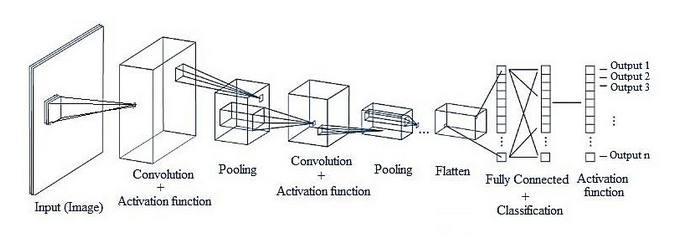 Input (Image)
Convolution
+
Activation function
Pooling
Convolution
+
Activation function
Pooling
...
Flatten
Fully Connected
+
Classification
Activation
function
Output 1
Output 2
Output 3
Output n